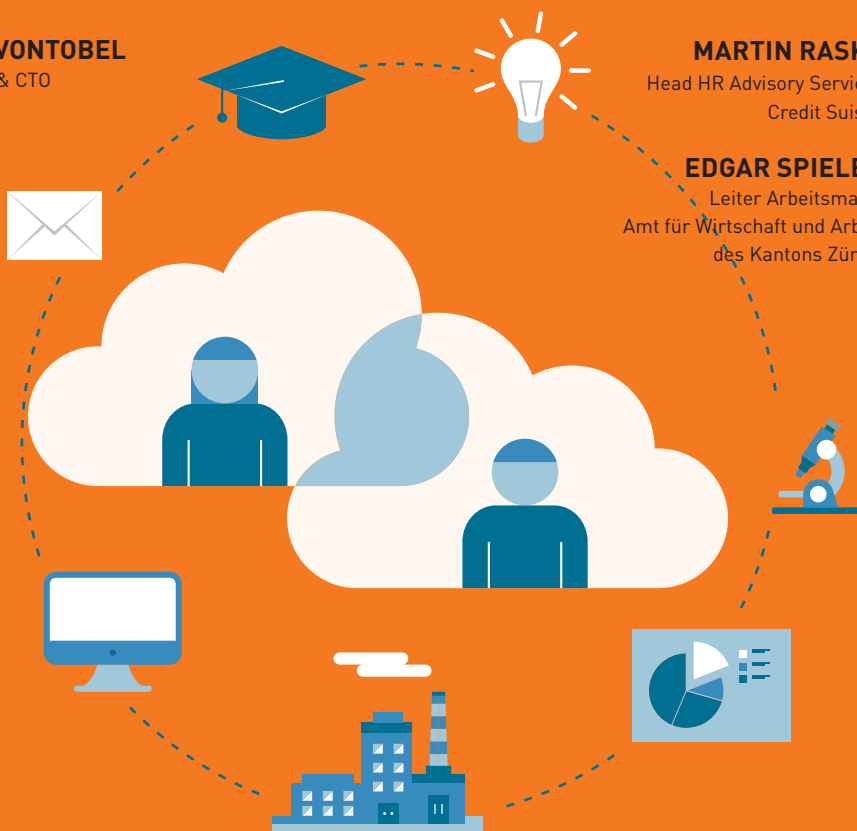 VONTOBEL
& CTO
MARTIN RASK
Head HR Advisory Servic
Credit Suis
EDGAR SPIELE
Leiter Arbeitsma
Amt für Wirtschaft und Arb
des Kantons Zür